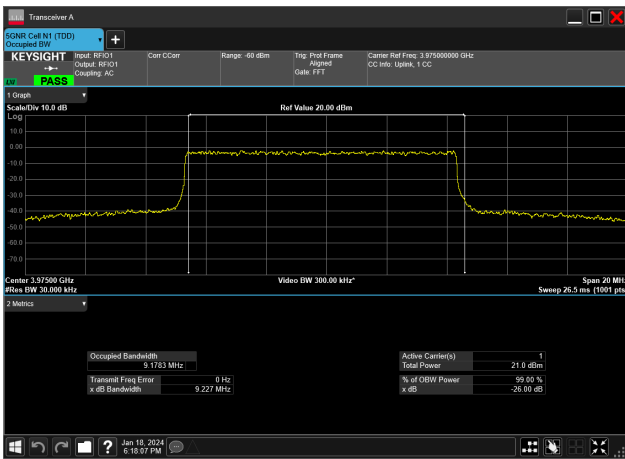 Transceiver A
5GNR Cell N1 (TDD)
Occupied BW
KEYSIGHT
LXI
PASS
Input: RFIO1
Output: RFIO1
Coupling: AC
Corr CCorr
Range: -60 dBm
Trig: Prot Frame
Aligned
Gate: FFT
Carrier Ref Freq: 3.975000000 GHz
CC Info: Uplink, 1 CC
1 Graph
Scale/Div 10.0 dB
Ref Value 20.00 dBm
Log
10.0
0.00
-10.0
-20.0
-30.0
-40.0
-50.0
-60.0
-70.0
Center 3.97500 GHz
Video BW 300.00 kHz*
Span 20 MHz
#Res BW 30.000 kHz
Sweep 26.5 ms (1001 pts
2 Metrics
Occupied Bandwidth
9.1783 MHz
Active Carrier(s) 1
Total Power 21.0 dBm
Transmit Freq Error 0 Hz
x dB Bandwidth 9.227 MHz
% of OBW Power 99.00 %
x dB -26.00 dB
?
Jan 18, 2024
6:18:07 PM